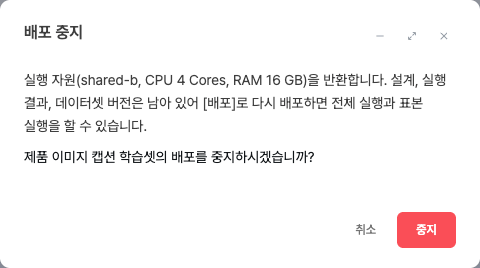 배포 중지
실행 자원(shared-b, CPU 4 Cores, RAM 16 GB)을 반환합니다. 설계, 실행
결과, 데이터셋 버전은 남아 있어 [배포]로 다시 배포하면 전체 실행과 표본
실행을 할 수 있습니다.
제품 이미지 캡션 학습셋의 배포를 중지하시겠습니까?
취소
중지